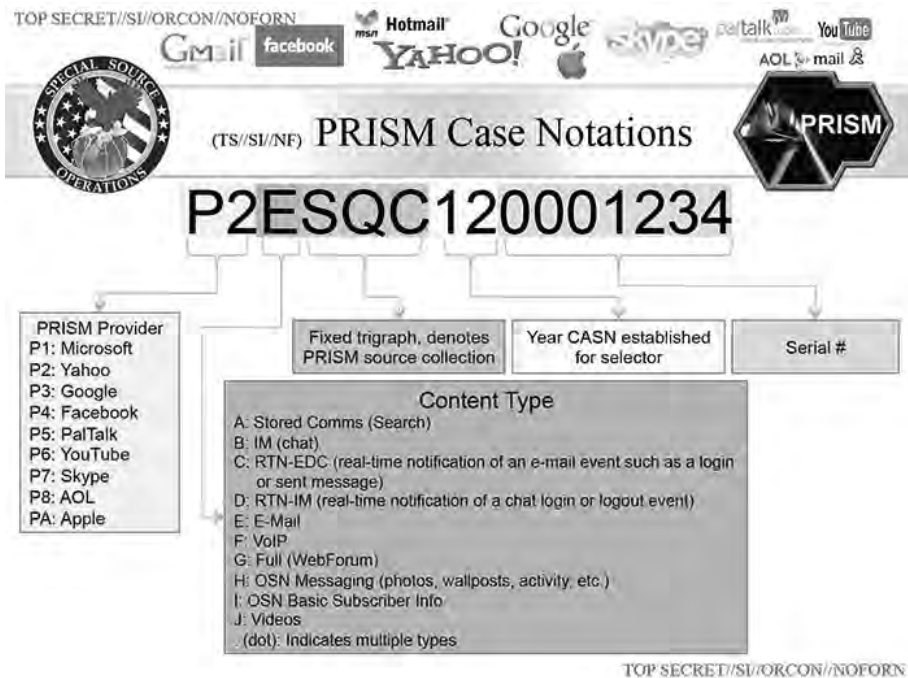 TOP SECRET//SI//ORCON//NOFORN
Gmail facebook msn Hotmail Google skype paltalk YouTube
YAHOO! AOL mail
SPECIAL SOURCE OPERATIONS
(TS//SI//NF) PRISM Case Notations
PRISM
P2ESQC120001234
PRISM Provider
P1: Microsoft
P2: Yahoo
P3: Google
P4: Facebook
P5: PalTalk
P6: YouTube
P7: Skype
P8: AOL
PA: Apple
Fixed trigraph, denotes
PRISM source collection
Year CASN established
for selector
Serial #
Content Type
A: Stored Comms (Search)
B: IM (chat)
C: RTN-EDC (real-time notification of an e-mail event such as a login
or sent message)
D: RTN-IM (real-time notification of a chat login or logout event)
E: E-Mail
F: VoIP
G: Full (WebForum)
H: OSN Messaging (photos, wallposts, activity, etc.)
I: OSN Basic Subscriber Info
J: Videos
. (dot): Indicates multiple types
TOP SECRET//SI//ORCON//NOFORN